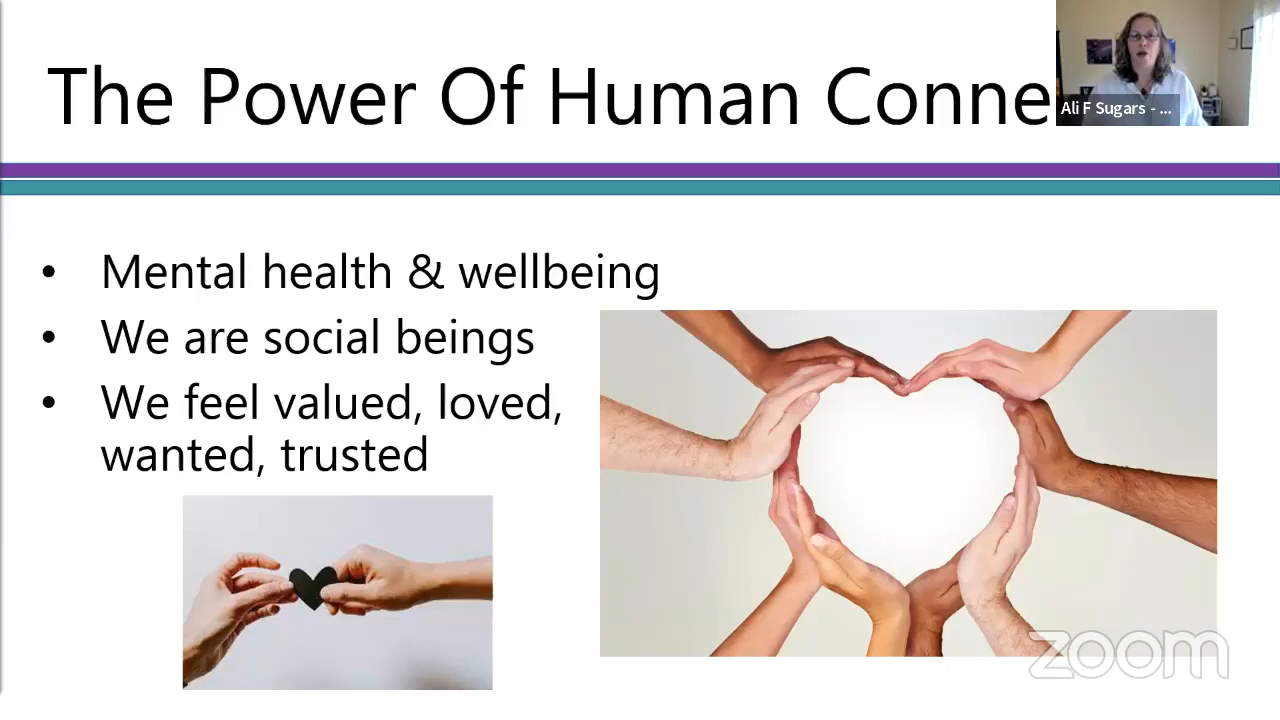 The Power Of Human Conne
Ali F Sugars - ...
• Mental health & wellbeing
• We are social beings
• We feel valued, loved,
wanted, trusted
zoom